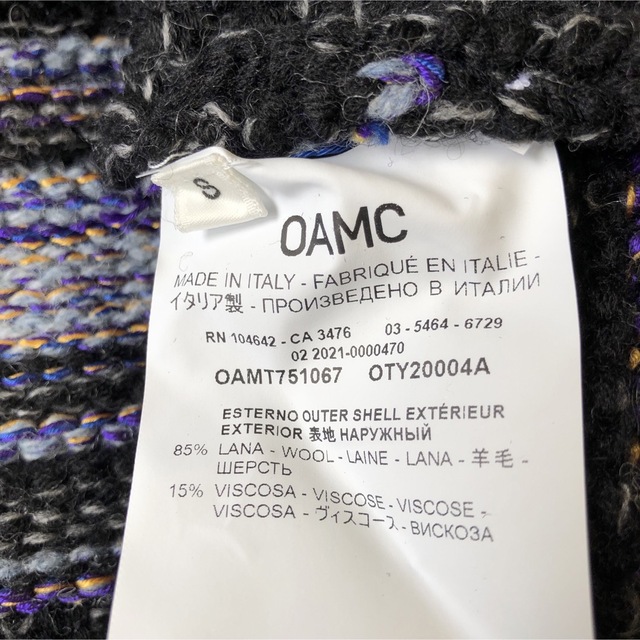 S
OAMC
MADE IN ITALY - FABRIQUÉ EN ITALIE -
イタリア製 - ПРОИЗВЕДЕНО В ИТАЛИИ
RN 104642 - CA 3476 03 - 5464 - 6729
02 2021-0000470
OAMT751067 OTY20004A
ESTERNO OUTER SHELL EXTÉRIEUR
EXTERIOR 表地 НАРУЖНЫЙ
85% LANA - WOOL - LAINE - LANA - 羊毛 -
ШЕРСТЬ
15% VISCOSA - VISCOSE - VISCOSE -
VISCOSA - ヴィスコース - ВИСКОЗА